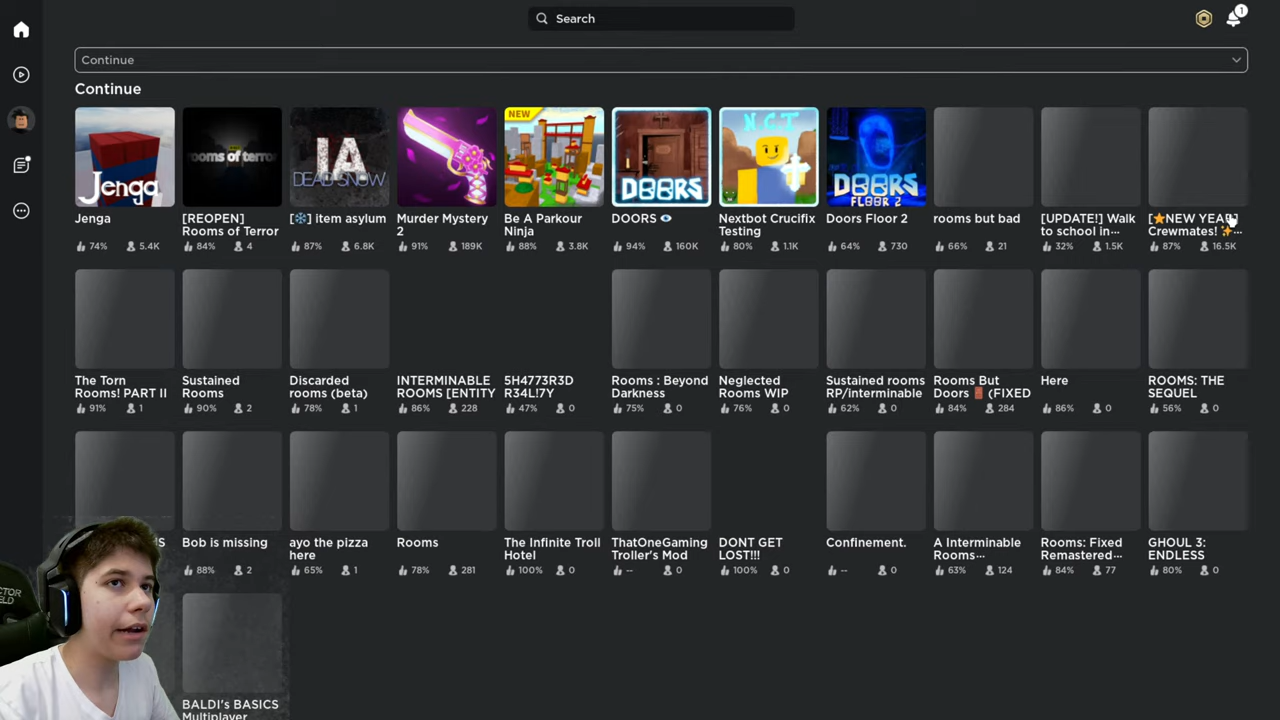 Search
1
Continue
Continue
Jenga
rooms of terror
IA
DEAD SNOW
NEW
DOORS
NCT
DOORS
FLOOR 2
Jenga
[REOPEN]
Rooms of Terror
[❄️] item asylum
Murder Mystery
2
Be A Parkour
Ninja
DOORS 👁️
Nextbot Crucifix
Testing
Doors Floor 2
rooms but bad
[UPDATE!] Walk
to school in...
[⭐NEW YEAR]
Crewmates! ✨...
74% 5.4K
84% 4
87% 6.8K
91% 189K
88% 3.8K
94% 160K
80% 1.1K
64% 730
66% 21
32% 1.5K
87% 16.5K
The Torn
Rooms! PART II
Sustained
Rooms
Discarded
rooms (beta)
INTERMINABLE
ROOMS [ENTITY
5H4773R3D
R34L!7Y
Rooms : Beyond
Darkness
Neglected
Rooms WIP
Sustained rooms
RP/interminable
Rooms But
Doors 🚪 (FIXED
Here
ROOMS: THE
SEQUEL
91% 1
90% 2
78% 1
86% 228
47% 0
75% 0
76% 0
62% 0
84% 284
86% 0
56% 0
S
Bob is missing
ayo the pizza
here
Rooms
The Infinite Troll
Hotel
ThatOneGaming
Troller's Mod
DONT GET
LOST!!!
Confinement.
A Interminable
Rooms...
Rooms: Fixed
Remastered...
GHOUL 3:
ENDLESS
88% 2
65% 1
78% 281
100% 0
-- 0
100% 0
-- 0
63% 124
84% 77
80% 0
BALDI's BASICS
Multiplayer